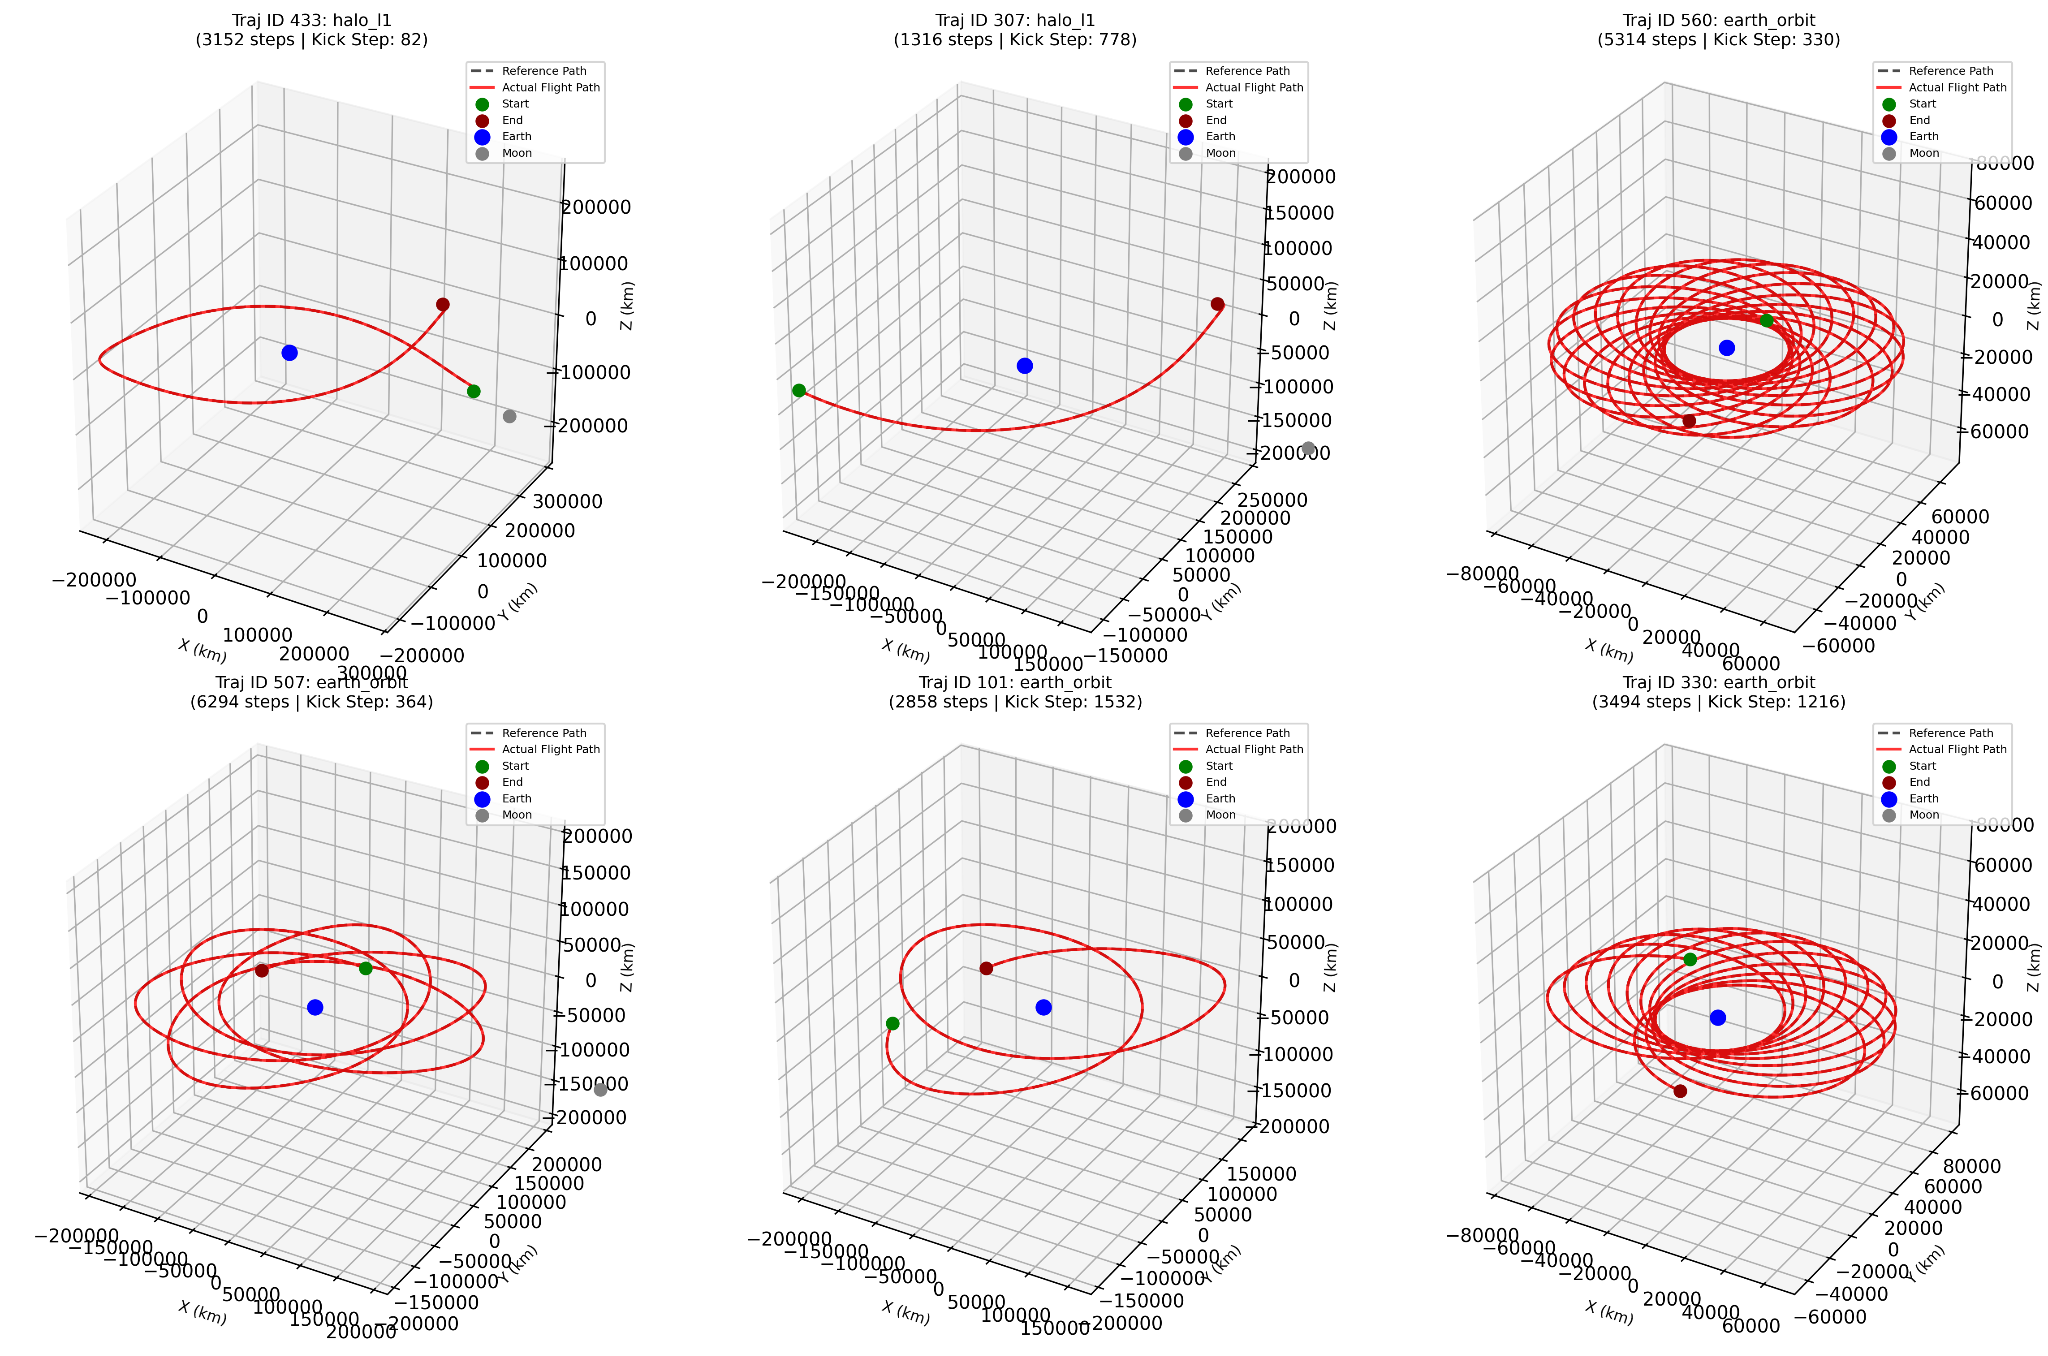 Traj ID 433: halo_l1
(3152 steps | Kick Step: 82)
Reference Path
Actual Flight Path
Start
End
Earth
Moon
200000
100000
0
−100000
−200000
Z (km)
300000
200000
100000
0
−100000
−200000
Y (km)
−200000
−100000
0
100000
200000
300000
X (km)
Traj ID 307: halo_l1
(1316 steps | Kick Step: 778)
Reference Path
Actual Flight Path
Start
End
Earth
Moon
200000
150000
100000
50000
0
−50000
−100000
−150000
−200000
Z (km)
250000
200000
150000
100000
50000
0
−50000
−100000
−150000
Y (km)
−200000
−150000
−100000
−50000
0
50000
100000
150000
X (km)
Traj ID 560: earth_orbit
(5314 steps | Kick Step: 330)
Reference Path
Actual Flight Path
Start
End
Earth
Moon
80000
60000
40000
20000
0
−20000
−40000
−60000
Z (km)
60000
40000
20000
0
−20000
−40000
−60000
Y (km)
−80000
−60000
−40000
−20000
0
20000
40000
60000
X (km)
Traj ID 507: earth_orbit
(6294 steps | Kick Step: 364)
Reference Path
Actual Flight Path
Start
End
Earth
Moon
200000
150000
100000
50000
0
−50000
−100000
−150000
−200000
Z (km)
200000
150000
100000
50000
0
−50000
−100000
−150000
−200000
Y (km)
−200000
−150000
−100000
−50000
0
50000
100000
150000
200000
X (km)
Traj ID 101: earth_orbit
(2858 steps | Kick Step: 1532)
Reference Path
Actual Flight Path
Start
End
Earth
Moon
200000
150000
100000
50000
0
−50000
−100000
−150000
−200000
Z (km)
150000
100000
50000
0
−50000
−100000
−150000
−200000
Y (km)
−200000
−150000
−100000
−50000
0
50000
100000
150000
X (km)
Traj ID 330: earth_orbit
(3494 steps | Kick Step: 1216)
Reference Path
Actual Flight Path
Start
End
Earth
Moon
80000
60000
40000
20000
0
−20000
−40000
−60000
Z (km)
80000
60000
40000
20000
0
−20000
−40000
−60000
Y (km)
−80000
−60000
−40000
−20000
0
20000
40000
60000
X (km)